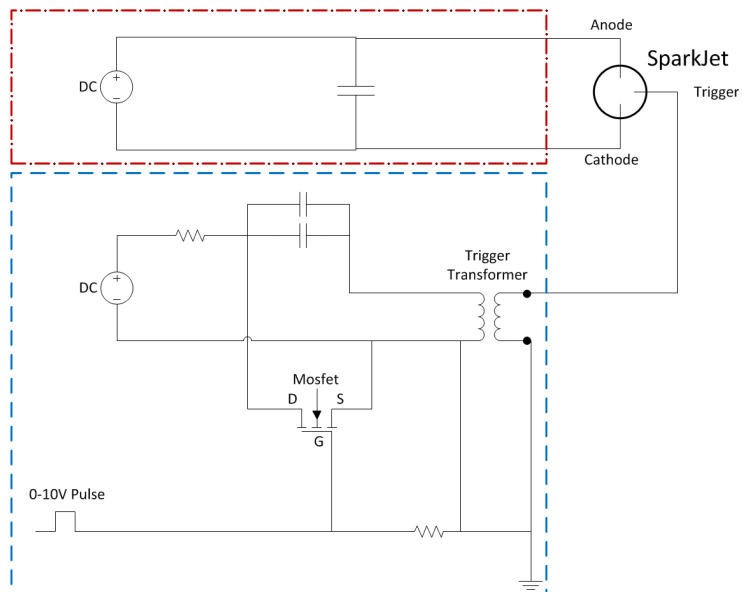 Anode
SparkJet
DC
+
−
Trigger
Cathode
Trigger
Transformer
DC
+
−
Mosfet
D
S
G
0-10V Pulse